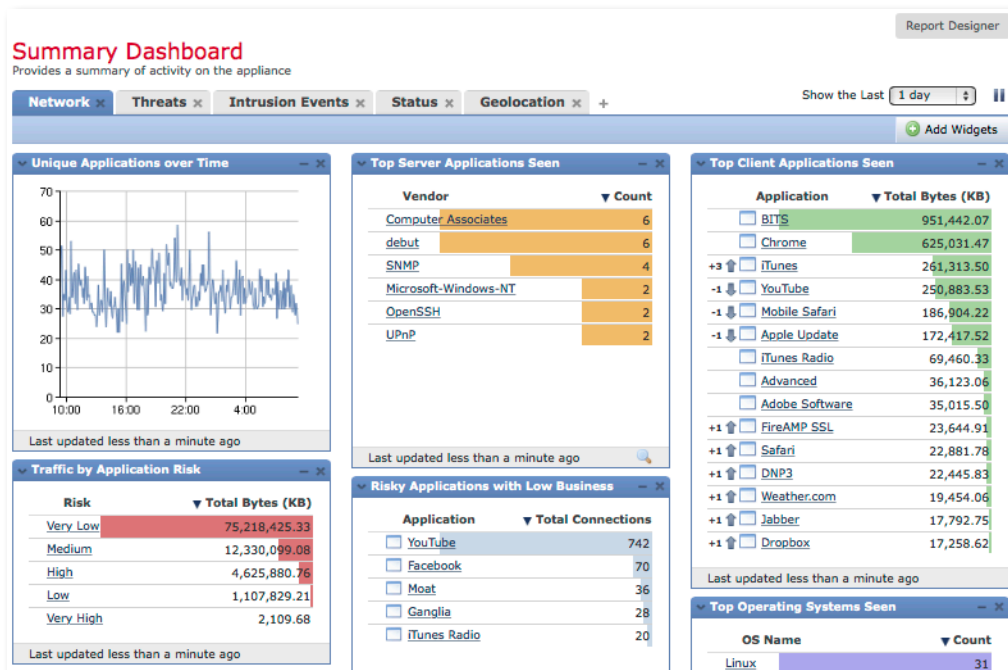 Report Designer
Summary Dashboard
Provides a summary of activity on the appliance
Network Threats Intrusion Events Status Geolocation +
Show the Last 1 day
Add Widgets
Unique Applications over Time
70
60
50
40
30
20
10
0
10:00 16:00 22:00 4:00
Last updated less than a minute ago
Traffic by Application Risk
Risk Total Bytes (KB)
Very Low 75,218,425.33
Medium 12,330,099.08
High 4,625,880.76
Low 1,107,829.21
Very High 2,109.68
Last updated less than a minute ago
Top Server Applications Seen
Vendor Count
Computer Associates 6
debut 6
SNMP 4
Microsoft-Windows-NT 2
OpenSSH 2
UPnP 2
Last updated less than a minute ago
Risky Applications with Low Business
Application Total Connections
YouTube 742
Facebook 70
Moat 36
Ganglia 28
iTunes Radio 20
Top Client Applications Seen
Application Total Bytes (KB)
BITS 951,442.07
Chrome 625,031.47
+3 iTunes 261,313.50
-1 YouTube 250,883.53
-1 Mobile Safari 186,904.22
-1 Apple Update 172,417.52
iTunes Radio 69,460.33
Advanced 36,123.06
Adobe Software 35,015.50
+1 FireAMP SSL 23,644.91
+1 Safari 22,881.78
+1 DNP3 22,445.83
+1 Weather.com 19,454.06
+1 Jabber 17,792.75
+1 Dropbox 17,258.62
Last updated less than a minute ago
Top Operating Systems Seen
OS Name Count
Linux 31